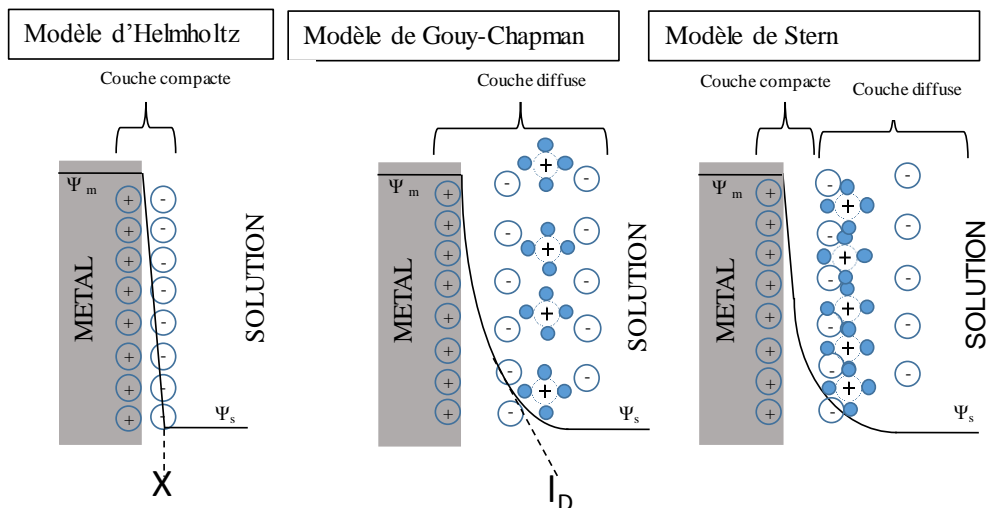 Modèle d'Helmholtz
Couche compacte
Ψm
METAL
+ + + + + + + +
- - - - - - - -
SOLUTION
Ψs
X
Modèle de Gouy-Chapman
Couche diffuse
Ψm
METAL
+ + + + + + + +
- + -
- -
- + -
- + -
- + -
SOLUTION
Ψs
lD
Modèle de Stern
Couche compacte
Couche diffuse
Ψm
METAL
+ + + + + + + +
- + -
- + -
- + -
- + -
- + -
SOLUTION
Ψs